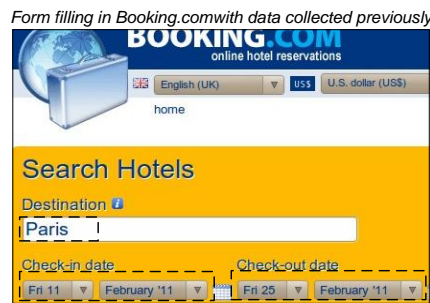 Form filling in Booking.comwith data collected previously
BOOKING.COM
online hotel reservations
English (UK) US$ U.S. dollar (US$)
home
Search Hotels
Destination i
Paris
Check-in date Check-out date
Fri 11 February '11 Fri 25 February '11